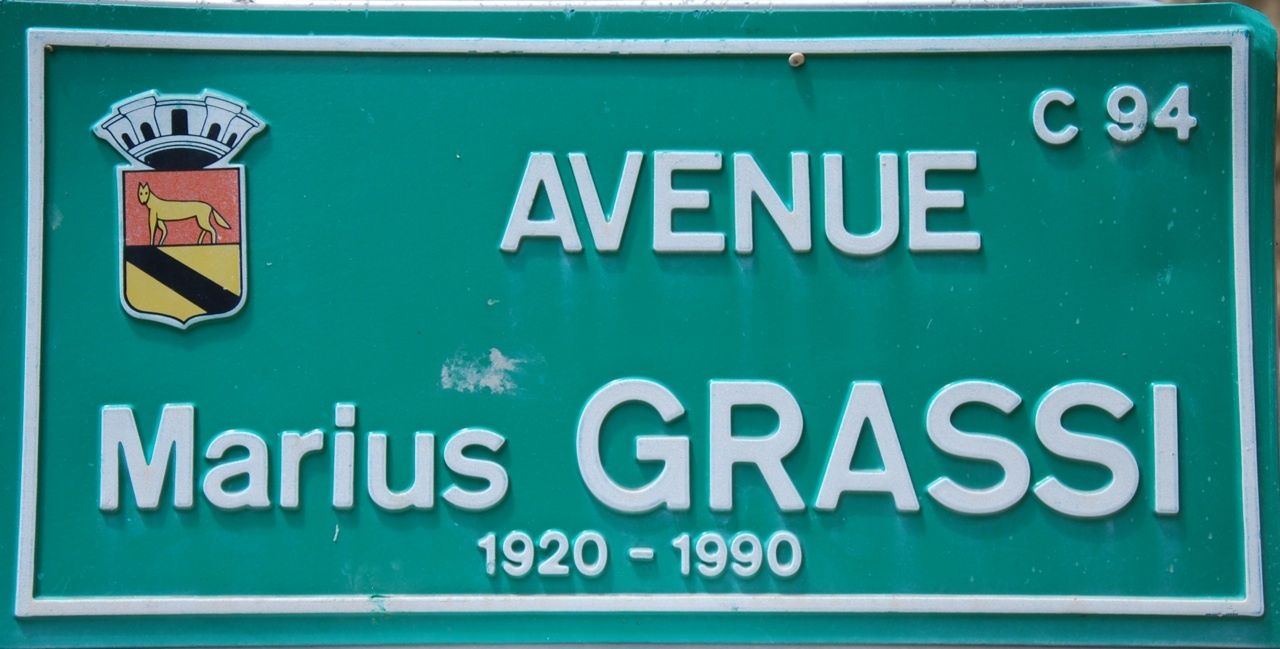 C 94
AVENUE
Marius GRASSI
1920 - 1990